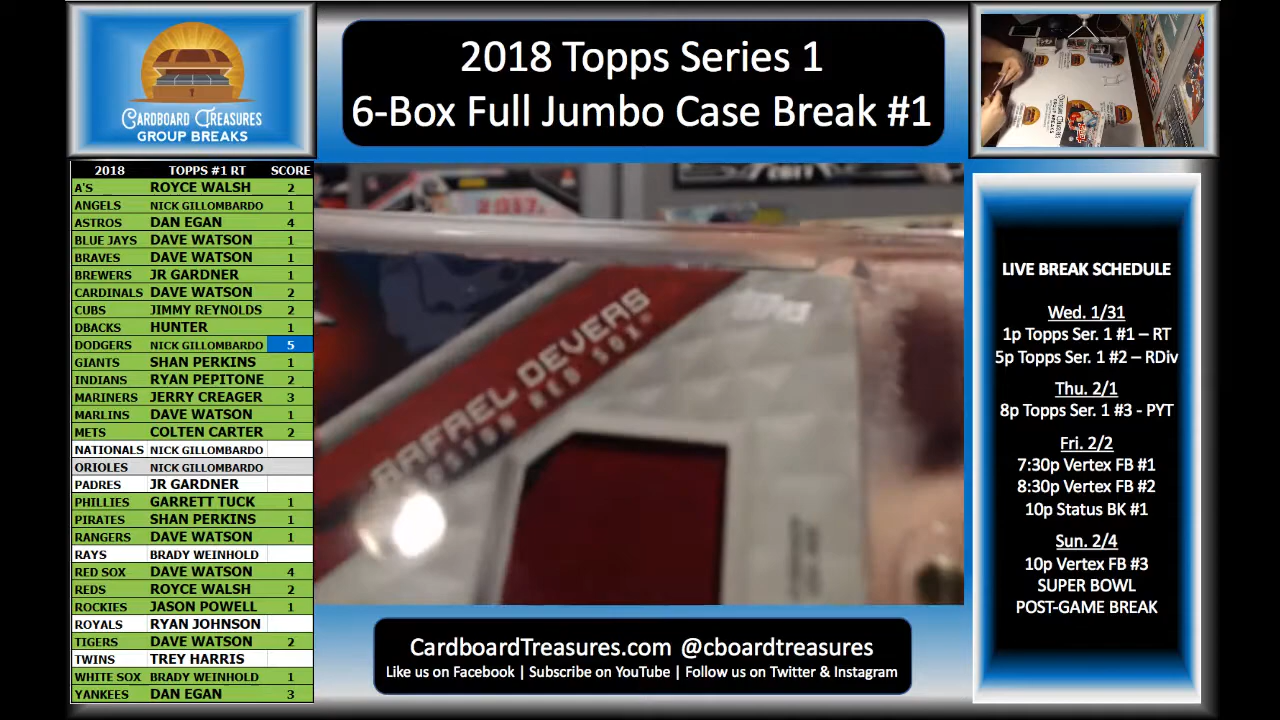 2018 Topps Series 1
6-Box Full Jumbo Case Break #1
CARDBOARD TREASURES
GROUP BREAKS
2018 TOPPS #1 RT SCORE
A'S ROYCE WALSH 2
ANGELS NICK GILLOMBARDO 1
ASTROS DAN EGAN 4
BLUE JAYS DAVE WATSON 1
BRAVES DAVE WATSON 1
BREWERS JR GARDNER 1
CARDINALS DAVE WATSON 2
CUBS JIMMY REYNOLDS 2
DBACKS HUNTER 1
DODGERS NICK GILLOMBARDO 5
GIANTS SHAN PERKINS 1
INDIANS RYAN PEPITONE 2
MARINERS JERRY CREAGER 3
MARLINS DAVE WATSON 1
METS COLTEN CARTER 2
NATIONALS NICK GILLOMBARDO
ORIOLES NICK GILLOMBARDO
PADRES JR GARDNER
PHILLIES GARRETT TUCK 1
PIRATES SHAN PERKINS 1
RANGERS DAVE WATSON 1
RAYS BRADY WEINHOLD
RED SOX DAVE WATSON 4
REDS ROYCE WALSH 2
ROCKIES JASON POWELL 1
ROYALS RYAN JOHNSON
TIGERS DAVE WATSON 2
TWINS TREY HARRIS
WHITE SOX BRADY WEINHOLD 1
YANKEES DAN EGAN 3
2017
RAFAEL DEVERS
BOSTON RED SOX
topps
LIVE BREAK SCHEDULE
Wed. 1/31
1p Topps Ser. 1 #1 – RT
5p Topps Ser. 1 #2 – RDiv
Thu. 2/1
8p Topps Ser. 1 #3 - PYT
Fri. 2/2
7:30p Vertex FB #1
8:30p Vertex FB #2
10p Status BK #1
Sun. 2/4
10p Vertex FB #3
SUPER BOWL
POST-GAME BREAK
CardboardTreasures.com @cboardtreasures
Like us on Facebook | Subscribe on YouTube | Follow us on Twitter & Instagram